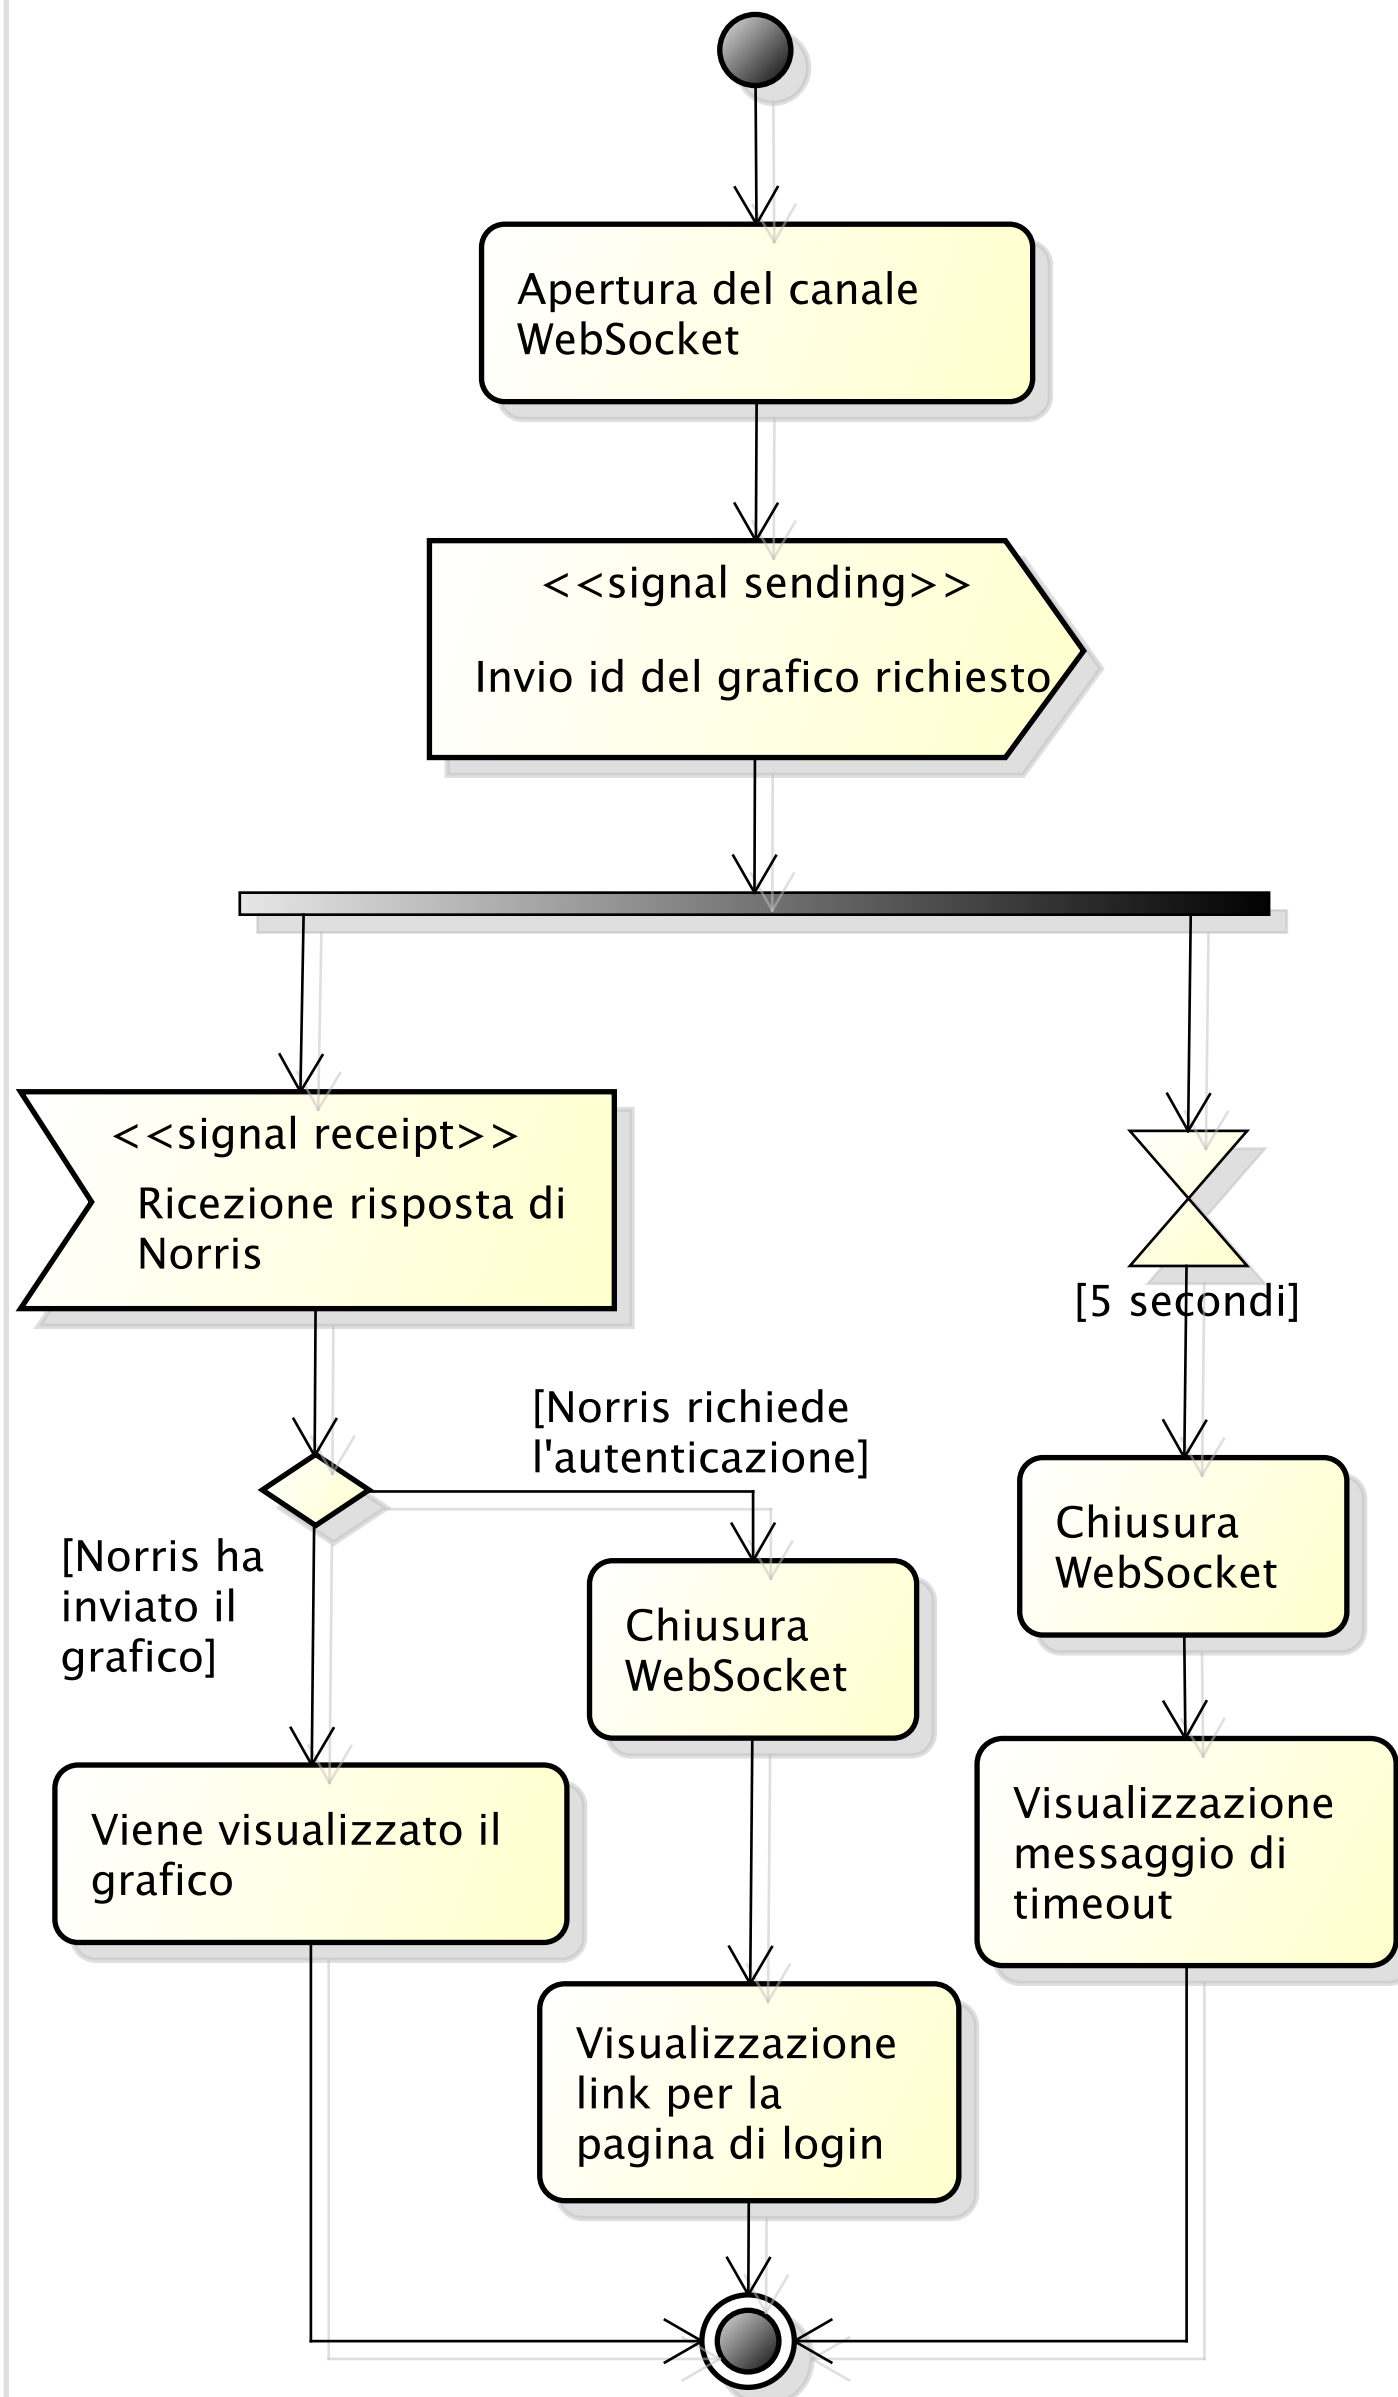 Apertura del canale
WebSocket
<<signal sending>>
Invio id del grafico richiesto
<<signal receipt>>
Ricezione risposta di
Norris
[5 secondi]
[Norris richiede
l'autenticazione]
[Norris ha
inviato il
grafico]
Chiusura
WebSocket
Chiusura
WebSocket
Viene visualizzato il
grafico
Visualizzazione
messaggio di
timeout
Visualizzazione
link per la
pagina di login